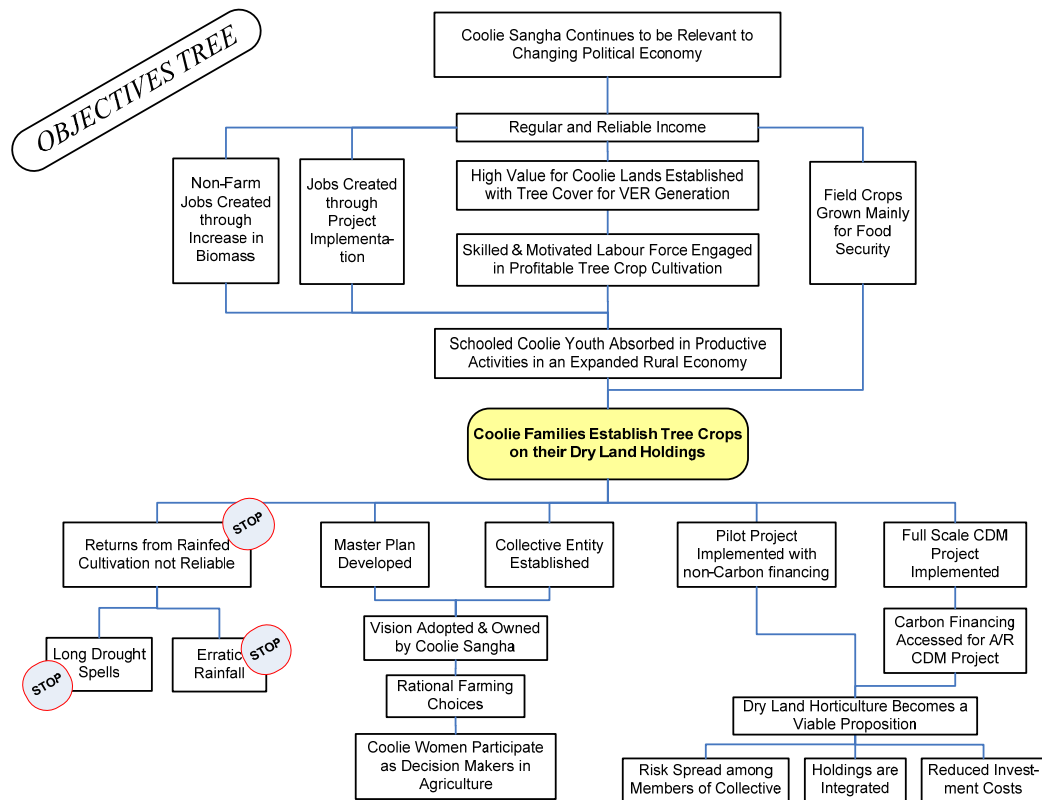 OBJECTIVES TREE
Coolie Sangha Continues to be Relevant to
Changing Political Economy
Regular and Reliable Income
Non-Farm
Jobs Created
through
Increase in
Biomass
Jobs Created
through
Project
Implementa-
tion
High Value for Coolie Lands Established
with Tree Cover for VER Generation
Skilled & Motivated Labour Force Engaged
in Profitable Tree Crop Cultivation
Field Crops
Grown Mainly
for Food
Security
Schooled Coolie Youth Absorbed in Productive
Activities in an Expanded Rural Economy
Coolie Families Establish Tree Crops
on their Dry Land Holdings
STOP
Returns from Rainfed
Cultivation not Reliable
Master Plan
Developed
Collective Entity
Established
Pilot Project
Implemented with
non-Carbon financing
Full Scale CDM
Project
Implemented
Long Drought
Spells
STOP
Erratic
Rainfall
STOP
Vision Adopted & Owned
by Coolie Sangha
Carbon Financing
Accessed for A/R
CDM Project
Rational Farming
Choices
Dry Land Horticulture Becomes a
Viable Proposition
Coolie Women Participate
as Decision Makers in
Agriculture
Risk Spread among
Members of Collective
Holdings are
Integrated
Reduced Invest-
ment Costs